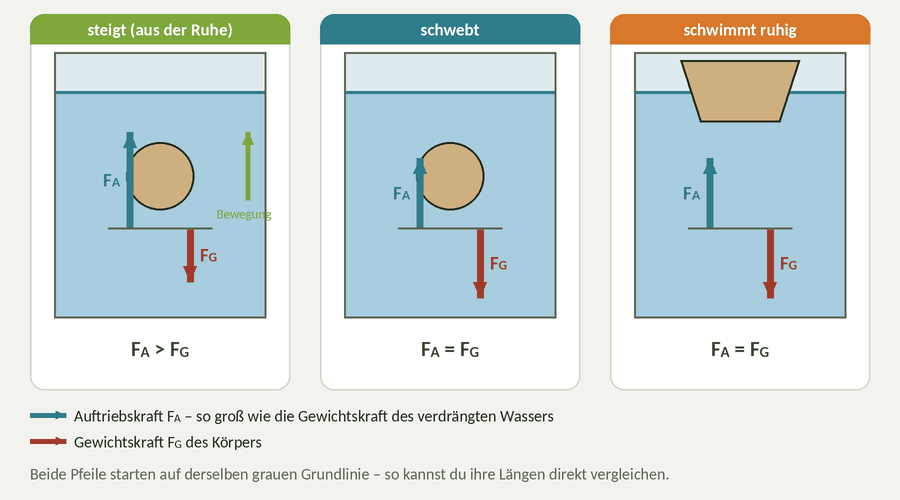 steigt (aus der Ruhe)
schwebt
schwimmt ruhig
FA
Bewegung
FG
FA
FG
FA
FG
FA > FG
FA = FG
FA = FG
Auftriebskraft FA – so groß wie die Gewichtskraft des verdrängten Wassers
Gewichtskraft FG des Körpers
Beide Pfeile starten auf derselben grauen Grundlinie – so kannst du ihre Längen direkt vergleichen.